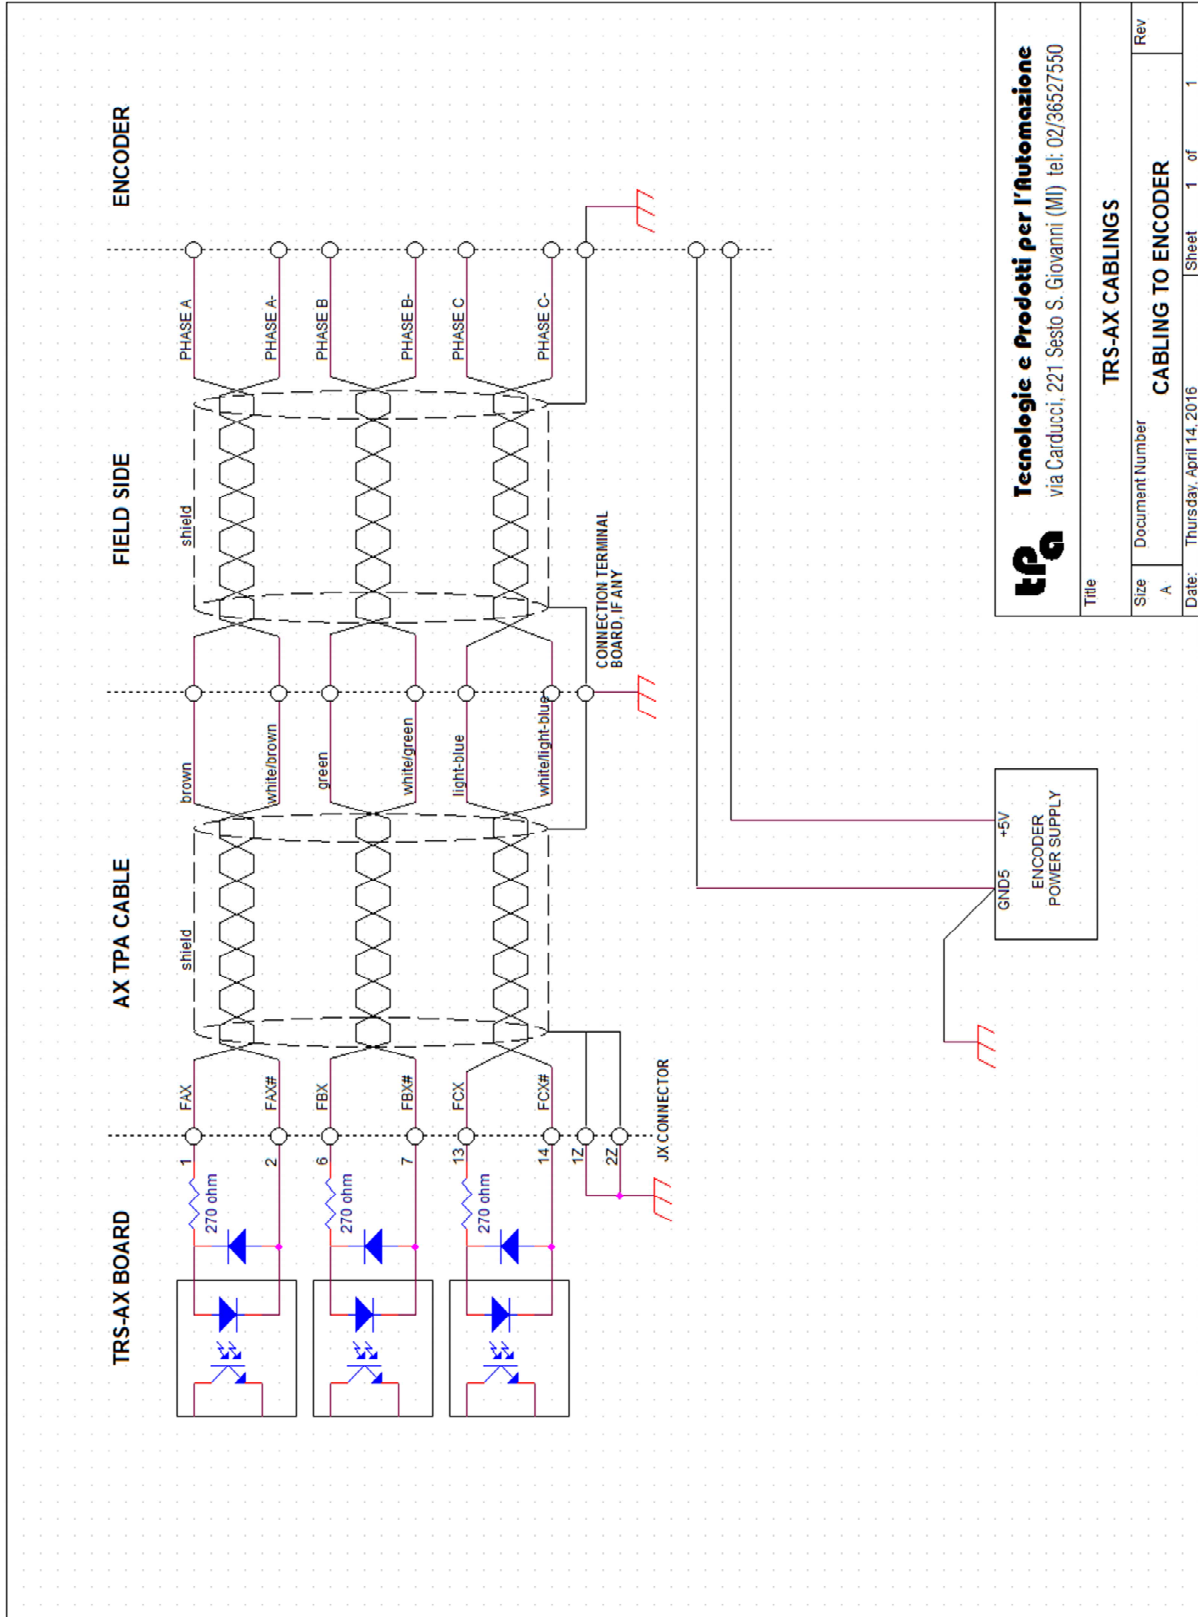 TRS-AX BOARD
AX TPA CABLE
FIELD SIDE
ENCODER
1
270 ohm
2
6
270 ohm
7
13
270 ohm
14
1Z
2Z
JX CONNECTOR
FAX
FAX#
FBX
FBX#
FCX
FCX#
shield
brown
white/brown
green
white/green
light-blue
white/light-blue
CONNECTION TERMINAL
BOARD, IF ANY
shield
PHASE A
PHASE A-
PHASE B
PHASE B-
PHASE C
PHASE C-
GND5
+5V
ENCODER
POWER SUPPLY
tpa
Tecnologie e Prodotti per l'Automazione
via Carducci, 221 Sesto S. Giovanni (MI) tel: 02/36527550
Title
TRS-AX CABLINGS
Size
A
Document Number
CABLING TO ENCODER
Rev
Date: Thursday, April 14, 2016
Sheet 1 of 1